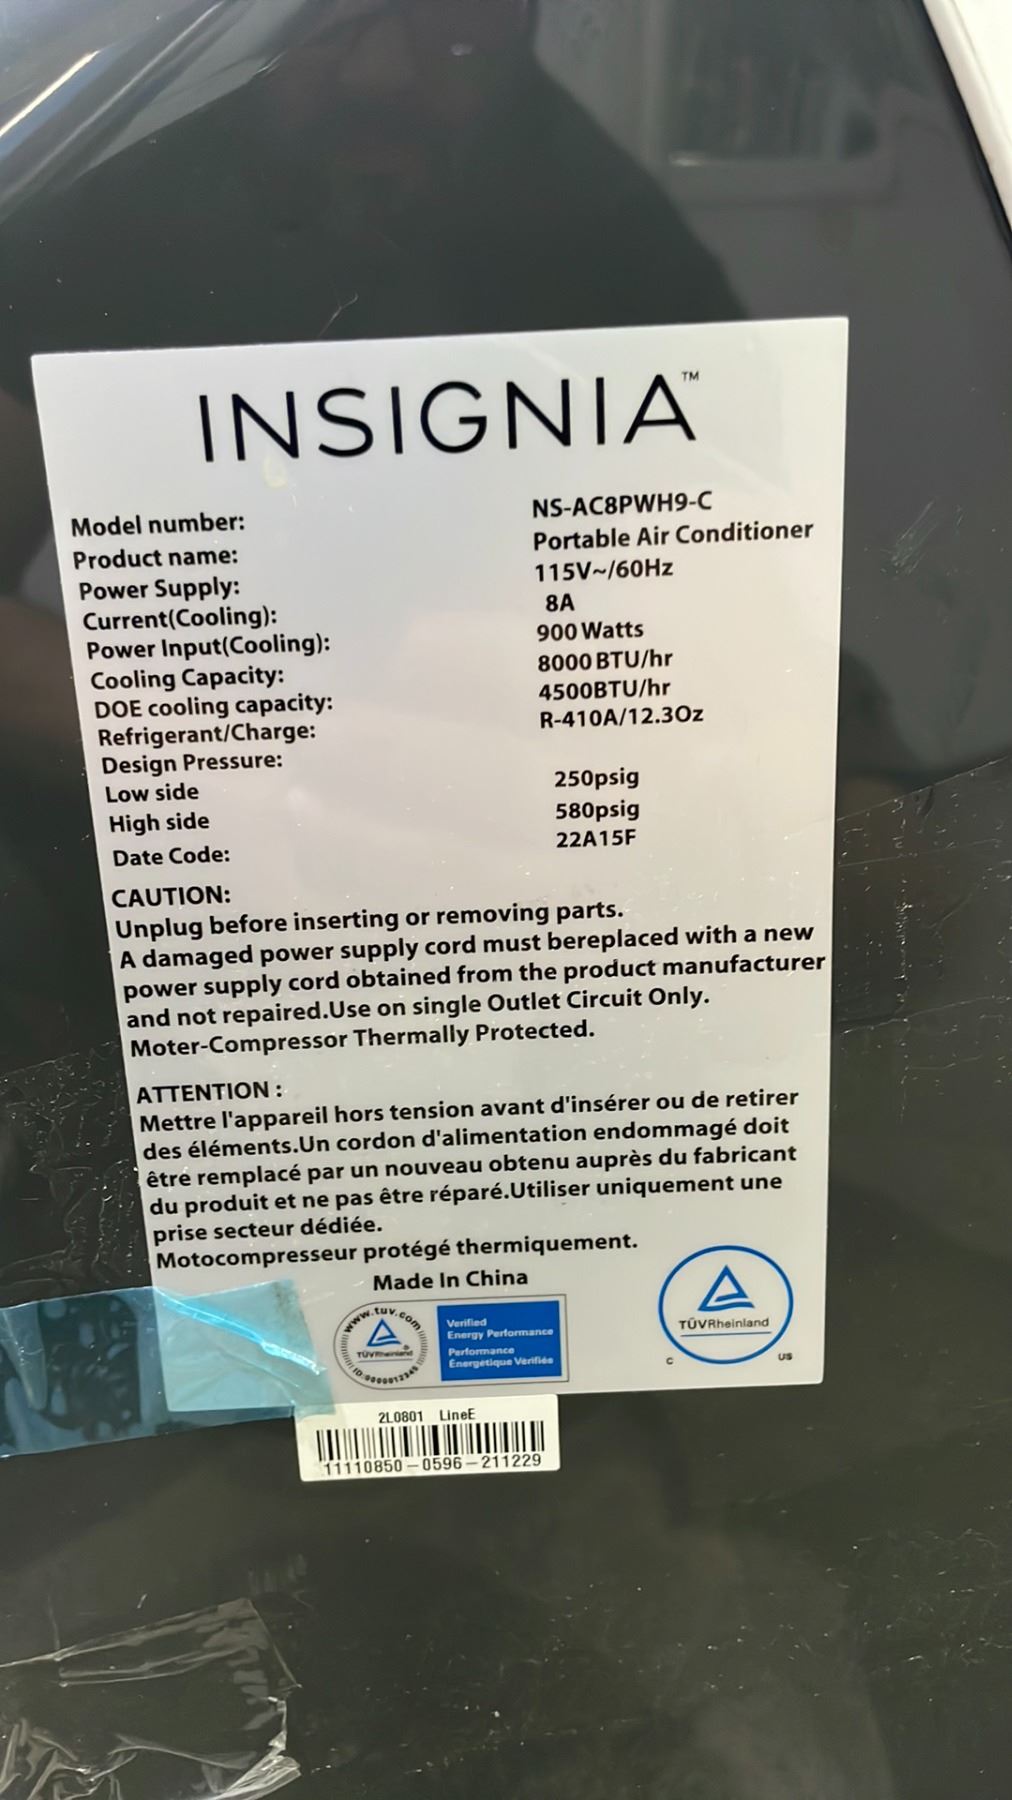 INSIGNIA™
Model number: NS-AC8PWH9-C
Product name: Portable Air Conditioner
Power Supply: 115V~/60Hz
Current(Cooling): 8A
Power Input(Cooling): 900 Watts
Cooling Capacity: 8000 BTU/hr
DOE cooling capacity: 4500BTU/hr
Refrigerant/Charge: R-410A/12.3Oz
Design Pressure:
Low side 250psig
High side 580psig
Date Code: 22A15F
CAUTION:
Unplug before inserting or removing parts.
A damaged power supply cord must bereplaced with a new
power supply cord obtained from the product manufacturer
and not repaired.Use on single Outlet Circuit Only.
Moter-Compressor Thermally Protected.
ATTENTION :
Mettre l'appareil hors tension avant d'insérer ou de retirer
des éléments.Un cordon d'alimentation endommagé doit
être remplacé par un nouveau obtenu auprès du fabricant
du produit et ne pas être réparé.Utiliser uniquement une
prise secteur dédiée.
Motocompresseur protégé thermiquement.
Made In China
www.tuv.com
TÜVRheinland®
ID:0000012345
Verified
Energy Performance
Performance
Énergétique Vérifiée
TÜVRheinland
C US
2L0801 LineE
11110850-0596-211229